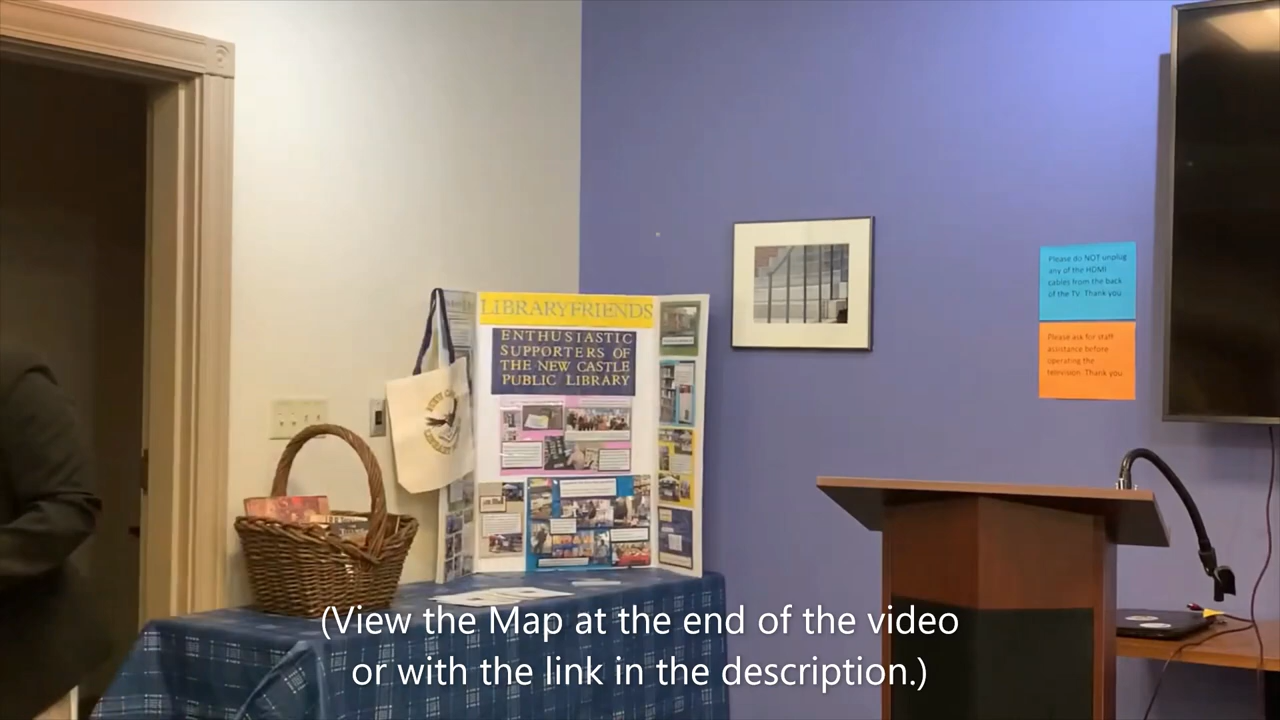 LIBRARYFRIENDS
ENTHUSIASTIC
SUPPORTERS OF
THE NEW CASTLE
PUBLIC LIBRARY
Please do NOT unplug
any of the HDMI
cables from the back
of the TV. Thank you
Please ask for staff
assistance before
operating the
television. Thank you
(View the Map at the end of the video
or with the link in the description.)